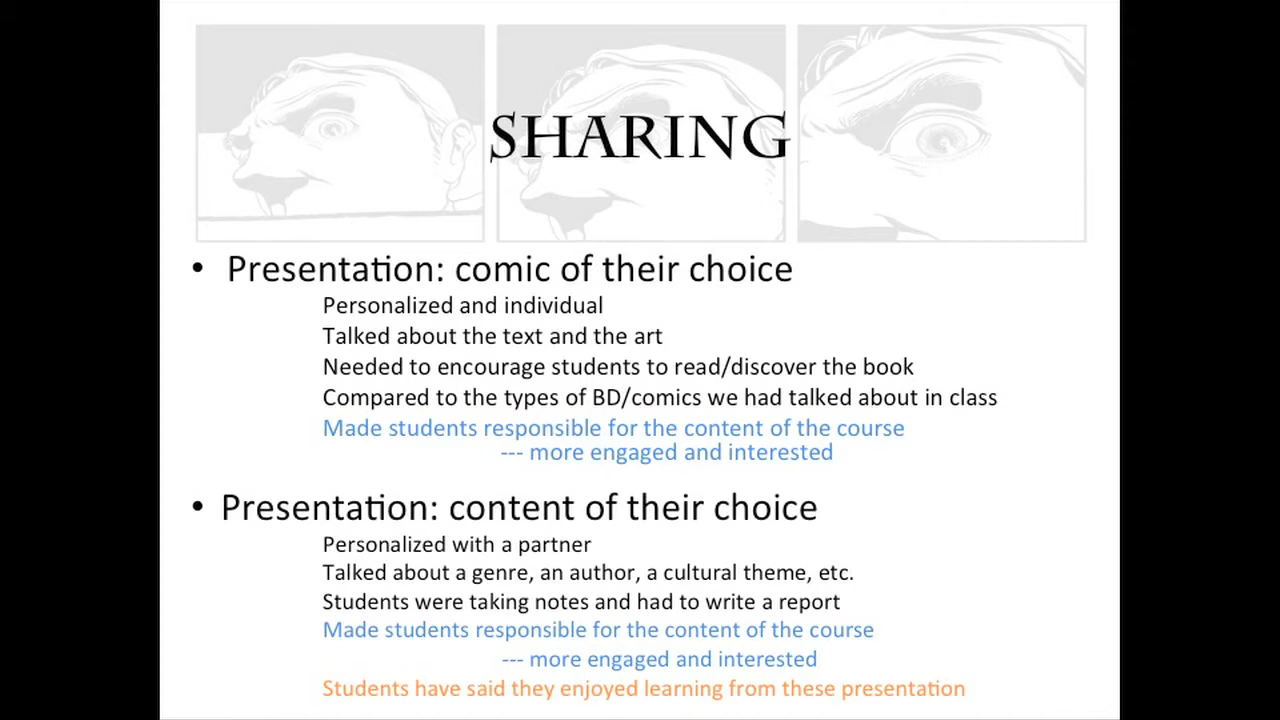 SHARING
• Presentation: comic of their choice
Personalized and individual
Talked about the text and the art
Needed to encourage students to read/discover the book
Compared to the types of BD/comics we had talked about in class
Made students responsible for the content of the course
--- more engaged and interested
• Presentation: content of their choice
Personalized with a partner
Talked about a genre, an author, a cultural theme, etc.
Students were taking notes and had to write a report
Made students responsible for the content of the course
--- more engaged and interested
Students have said they enjoyed learning from these presentation